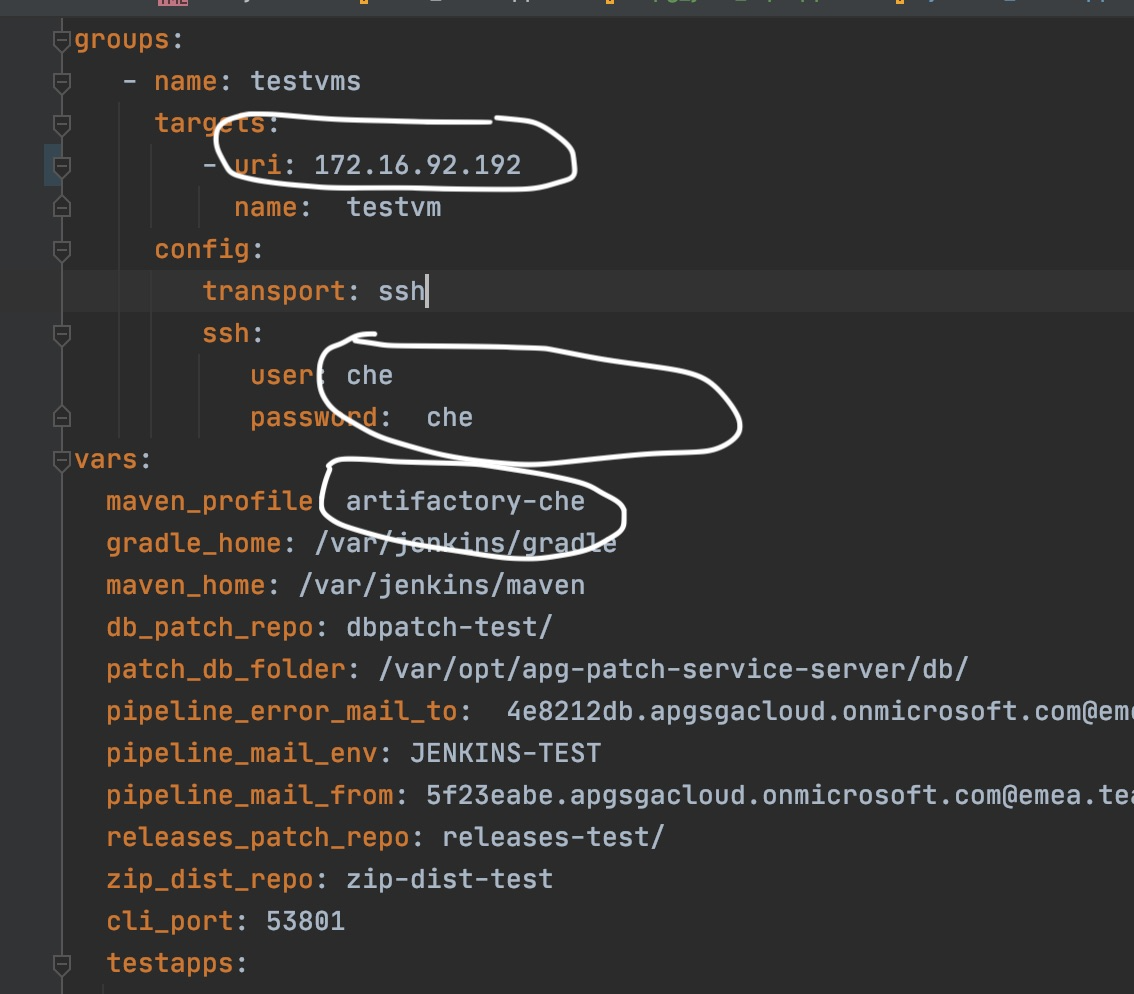 groups:
- name: testvms
targets:
- uri: 172.16.92.192
name: testvm
config:
transport: ssh
ssh:
user: che
password: che
vars:
maven_profile artifactory-che
gradle_home: /var/jenkins/gradle
maven_home: /var/jenkins/maven
db_patch_repo: dbpatch-test/
patch_db_folder: /var/opt/apg-patch-service-server/db/
pipeline_error_mail_to: 4e8212db.apgsgacloud.onmicrosoft.com@eme
pipeline_mail_env: JENKINS-TEST
pipeline_mail_from: 5f23eabe.apgsgacloud.onmicrosoft.com@emea.tea
releases_patch_repo: releases-test/
zip_dist_repo: zip-dist-test
cli_port: 53801
testapps: